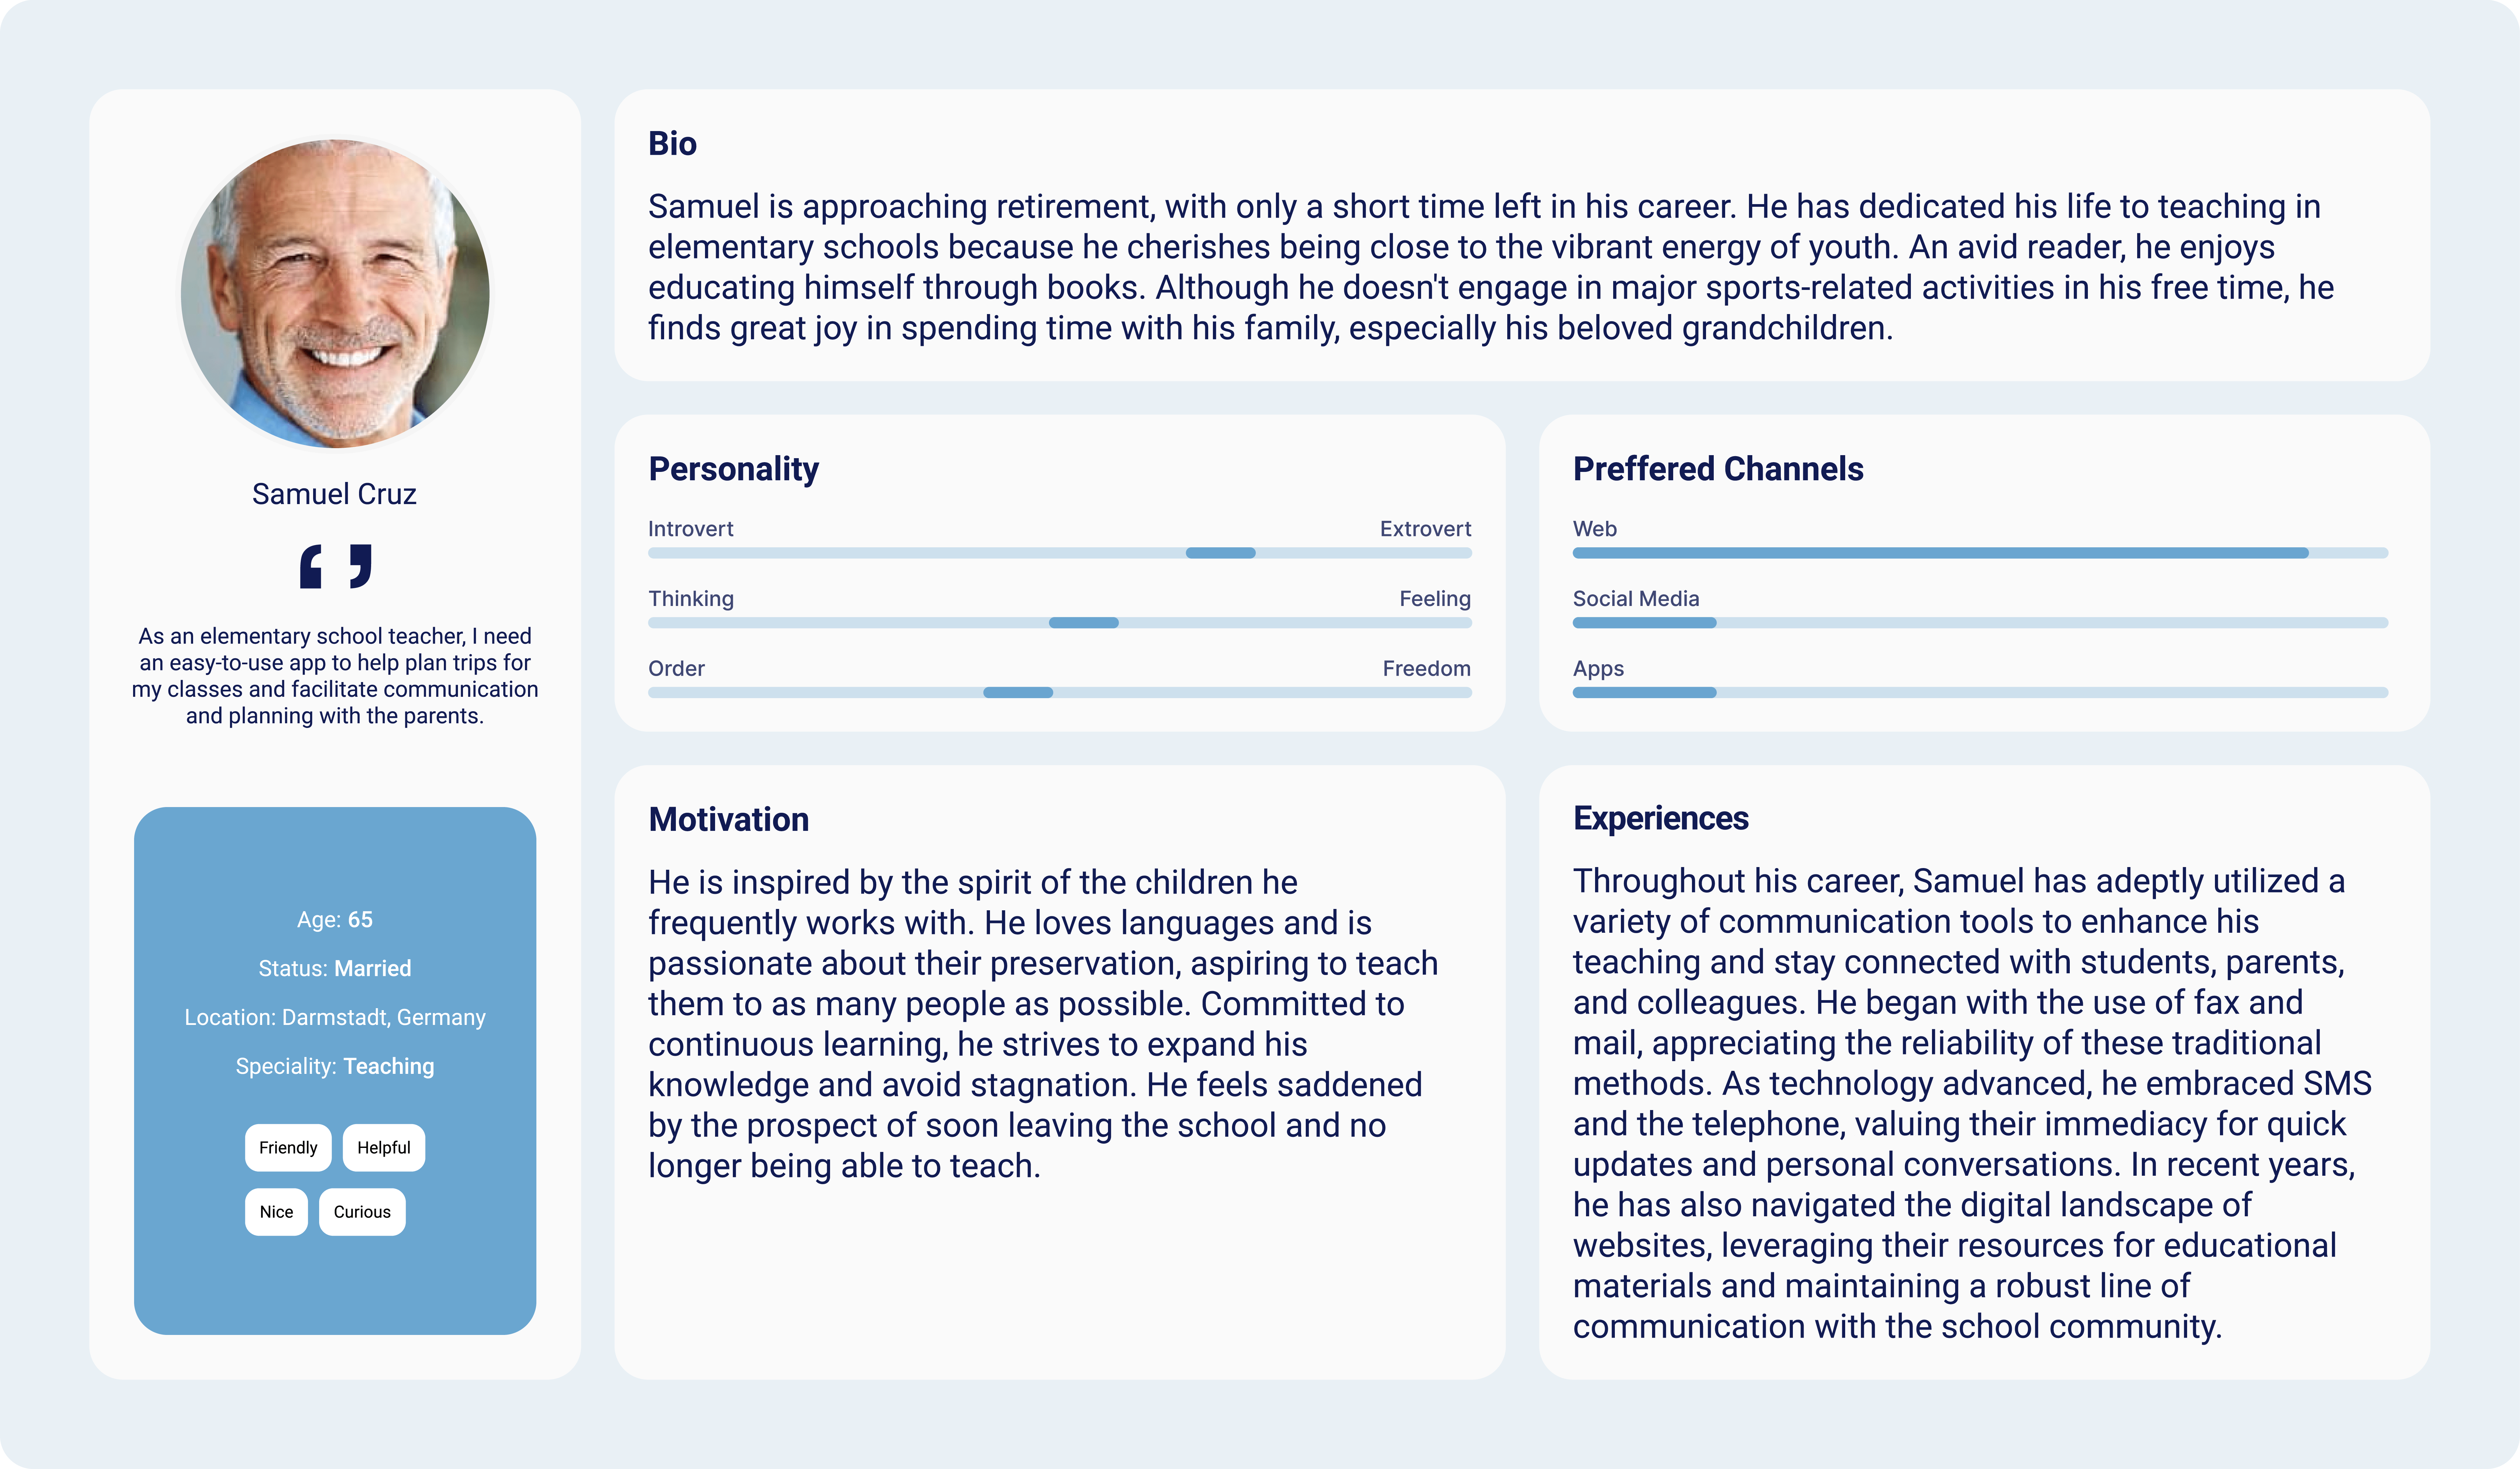 Samuel Cruz
As an elementary school teacher, I need
an easy-to-use app to help plan trips for
my classes and facilitate communication
and planning with the parents.
Age: 65
Status: Married
Location: Darmstadt, Germany
Speciality: Teaching
Friendly Helpful
Nice Curious
Bio
Samuel is approaching retirement, with only a short time left in his career. He has dedicated his life to teaching in
elementary schools because he cherishes being close to the vibrant energy of youth. An avid reader, he enjoys
educating himself through books. Although he doesn't engage in major sports-related activities in his free time, he
finds great joy in spending time with his family, especially his beloved grandchildren.
Personality
Introvert Extrovert
Thinking Feeling
Order Freedom
Preffered Channels
Web
Social Media
Apps
Motivation
He is inspired by the spirit of the children he
frequently works with. He loves languages and is
passionate about their preservation, aspiring to teach
them to as many people as possible. Committed to
continuous learning, he strives to expand his
knowledge and avoid stagnation. He feels saddened
by the prospect of soon leaving the school and no
longer being able to teach.
Experiences
Throughout his career, Samuel has adeptly utilized a
variety of communication tools to enhance his
teaching and stay connected with students, parents,
and colleagues. He began with the use of fax and
mail, appreciating the reliability of these traditional
methods. As technology advanced, he embraced SMS
and the telephone, valuing their immediacy for quick
updates and personal conversations. In recent years,
he has also navigated the digital landscape of
websites, leveraging their resources for educational
materials and maintaining a robust line of
communication with the school community.